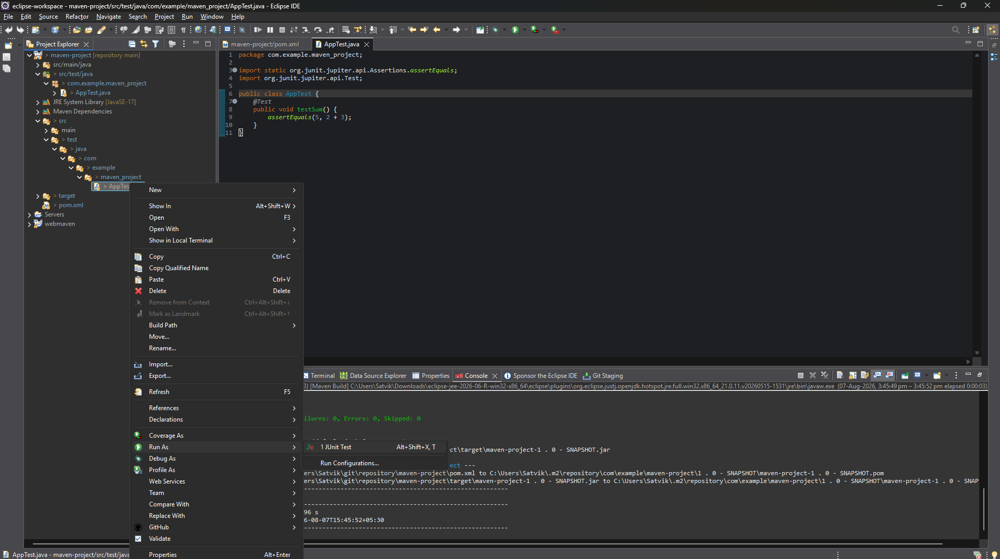 eclipse-workspace - maven-project/src/test/java/com/example/maven_project/AppTest.java - Eclipse IDE
File Edit Source Refactor Navigate Search Project Run Window Help
Project Explorer
maven-project/pom.xml
AppTest.java
> maven-project [repository main]
src/main/java
> src/test/java
> com.example.maven_project
> AppTest.java
JRE System Library [JavaSE-17]
Maven Dependencies
> src
main
> test
> java
> com
> example
> maven_project
> AppTes
> target
> pom.xml
Servers
webmaven
1 package com.example.maven_project;
2
3 import static org.junit.jupiter.api.Assertions.assertEquals;
4 import org.junit.jupiter.api.Test;
5
6 public class AppTest {
7 @Test
8 public void testSum() {
9 assertEquals(5, 2 + 3);
10 }
11 }
New
Show In Alt+Shift+W
Open F3
Open With
Show in Local Terminal
Copy Ctrl+C
Copy Qualified Name
Paste Ctrl+V
Delete Delete
Remove from Context Ctrl+Alt+Shift+↓
Mark as Landmark Ctrl+Alt+Shift+↑
Build Path
Move...
Rename...
Import...
Export...
Refresh F5
References
Declarations
Coverage As
Run As
Debug As
Profile As
Web Services
Team
Compare With
Replace With
GitHub
Validate
Properties Alt+Enter
Ju 1 JUnit Test Alt+Shift+X, T
Run Configurations...
Terminal Data Source Explorer Properties Console Sponsor the Eclipse IDE Git Staging
3) [Maven Build] C:\Users\Satvik\Downloads\eclipse-jee-2026-06-R-win32-x86_64\eclipse\plugins\org.eclipse.justj.openjdk.hotspot.jre.full.win32.x86_64_21.0.11.v20260515-1531\jre\bin\javaw.exe (07-Aug-2026, 3:45:49 pm – 3:45:52 pm elapsed 0:00:03)
ilures: 0, Errors: 0, Skipped: 0
ct\target\maven-project-1 . 0 - SNAPSHOT.jar
ect ---
ers\Satvik\git\repository\maven-project\pom.xml to C:\Users\Satvik\.m2\repository\com\example\maven-project\1 . 0 - SNAPSHOT\maven-project-1 . 0 - SNAPSHOT.pom
ers\Satvik\git\repository\maven-project\target\maven-project-1 . 0 - SNAPSHOT.jar to C:\Users\Satvik\.m2\repository\com\example\maven-project\1 . 0 - SNAPSHOT\maven-project-1 . 0 - SNAP
--------------------------------------------------------
--------------------------------------------------------
96 s
6-08-07T15:45:52+05:30
--------------------------------------------------------
AppTest.java - maven-project/src/test/java